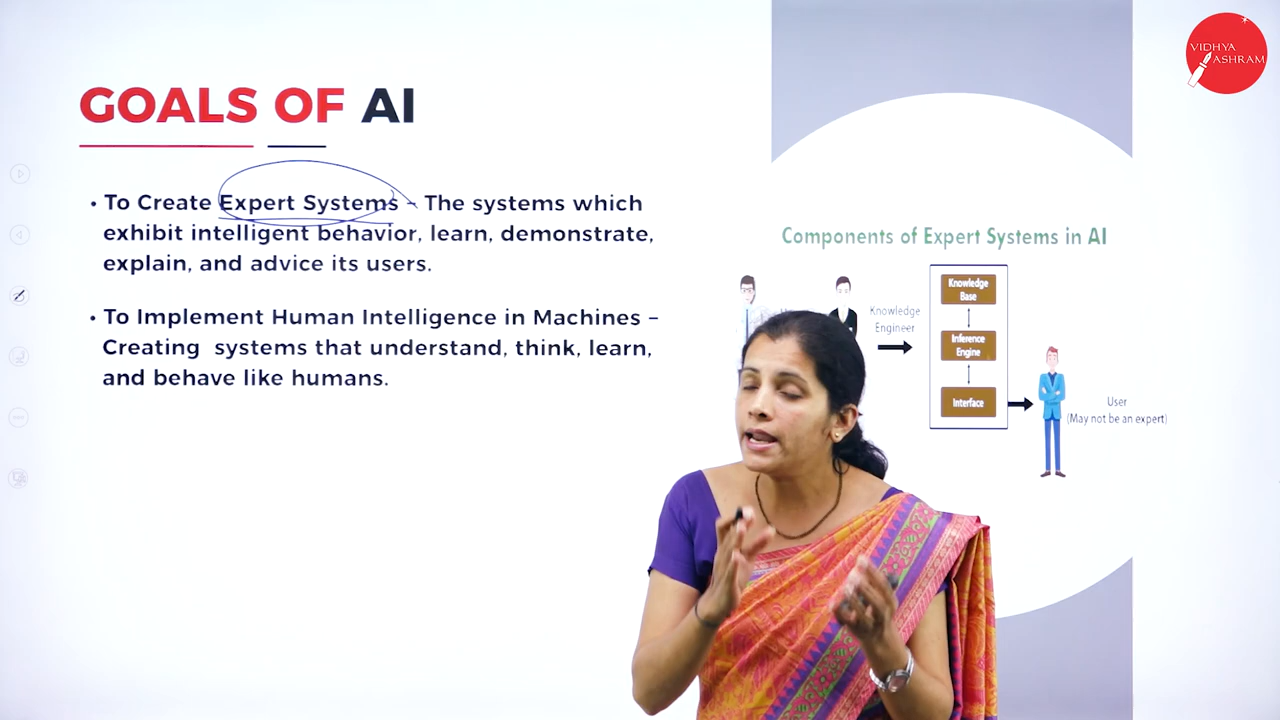 VIDHYA
ASHRAM
GOALS OF AI
• To Create Expert Systems – The systems which
exhibit intelligent behavior, learn, demonstrate,
explain, and advice its users.
• To Implement Human Intelligence in Machines –
Creating systems that understand, think, learn,
and behave like humans.
Components of Expert Systems in AI
Knowledge
Engineer
Knowledge
Base
Inference
Engine
Interface
User
(May not be an expert)